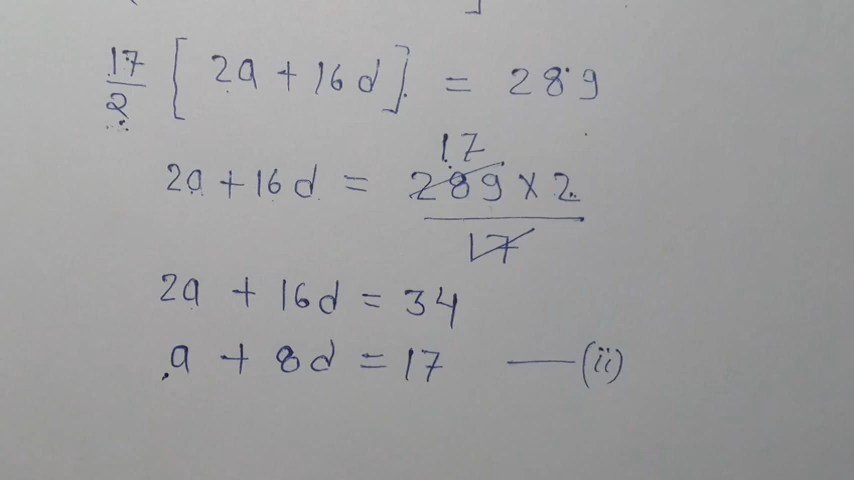 17/2 [ 2a + 16d ] = 289
2a + 16d = 17 289 × 2 / 17
2a + 16d = 34
a + 8d = 17 —(ii)